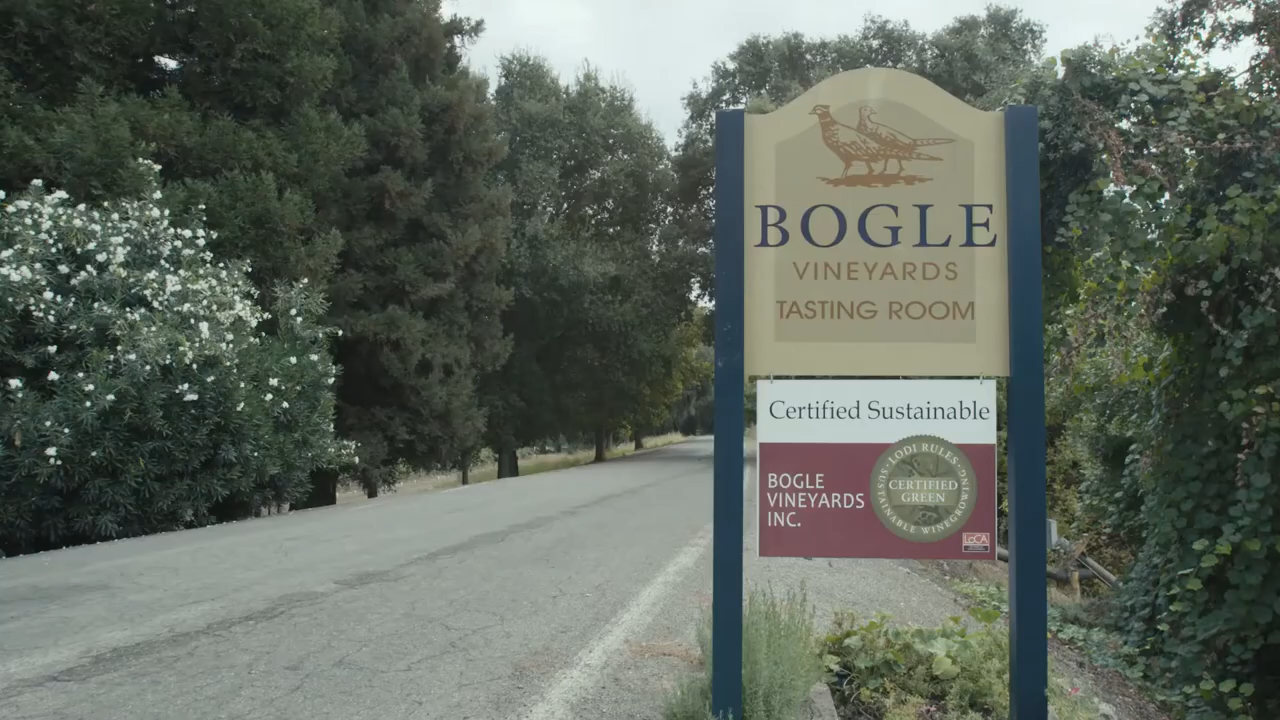 BOGLE
VINEYARDS
TASTING ROOM
Certified Sustainable
BOGLE
VINEYARDS
INC.
LODI RULES
CERTIFIED
GREEN
SUSTAINABLE WINEGROWING
LoCA